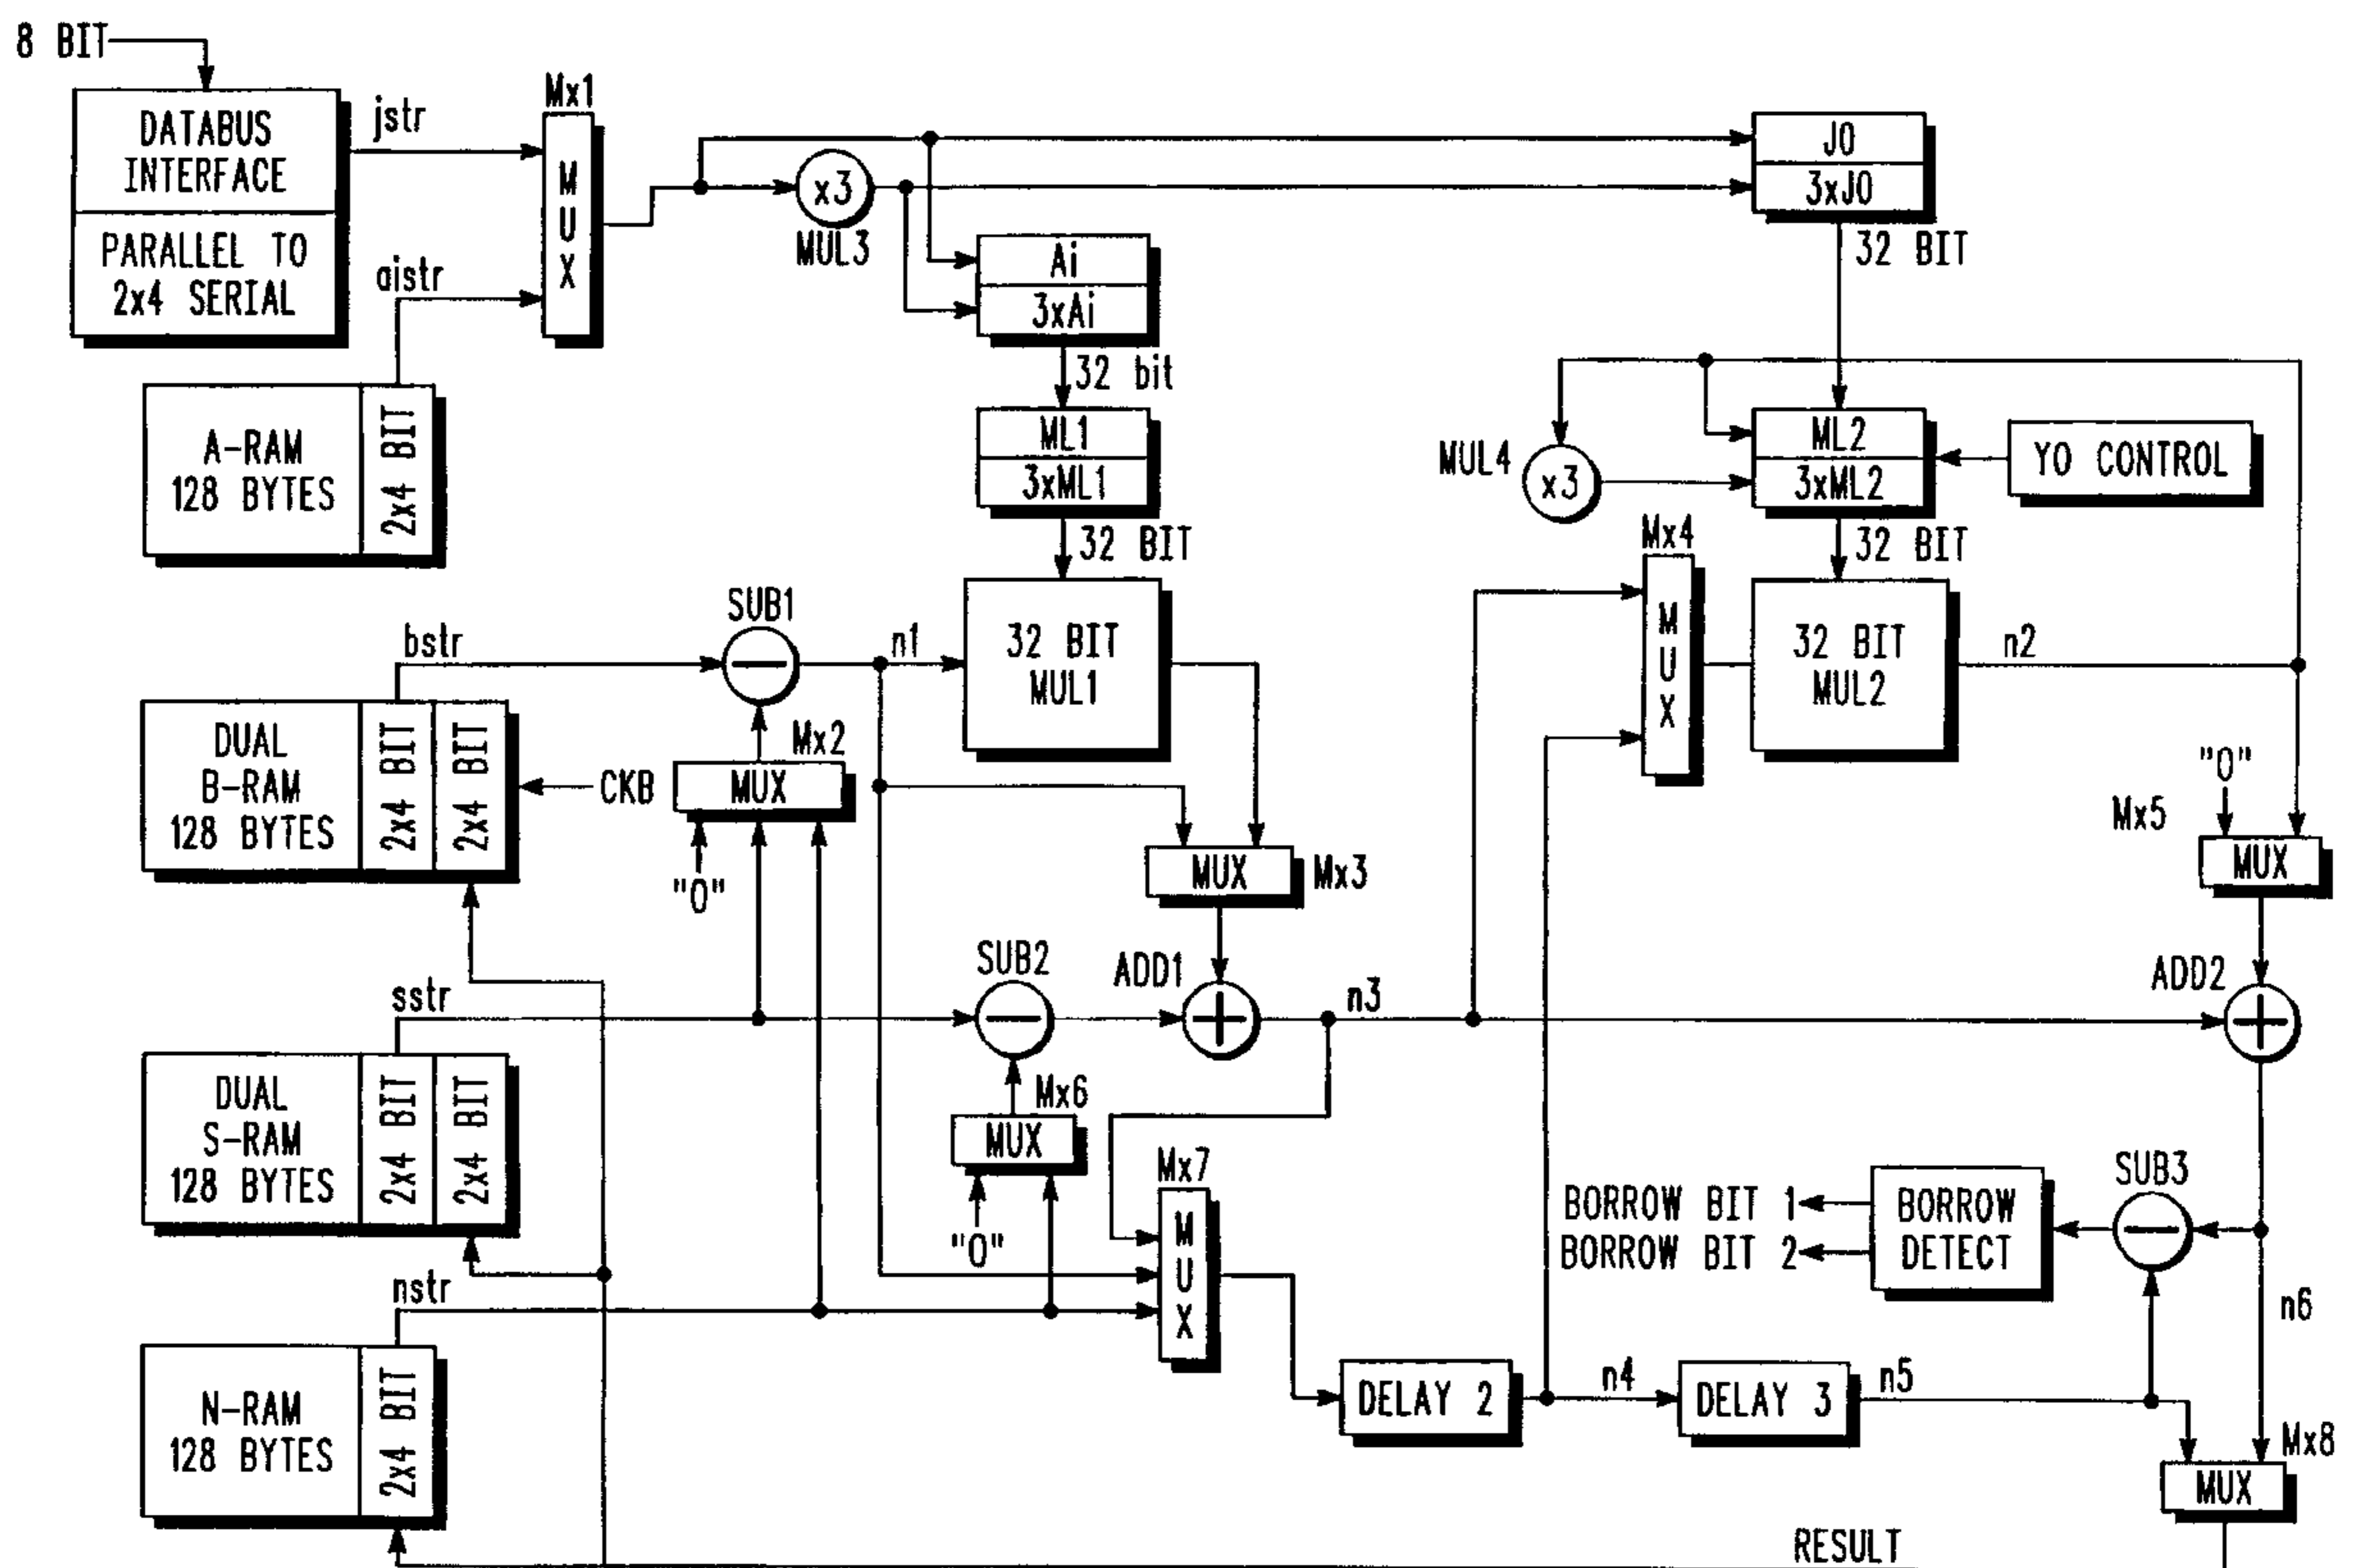 8 BIT
DATABUS
INTERFACE
PARALLEL TO
2x4 SERIAL
jstr
aistr
Mx1
MUX
x3
MUL3
J0
3xJ0
32 BIT
Ai
3xAi
32 bit
A-RAM
128 BYTES
2x4 BIT
ML1
3xML1
32 BIT
MUL4
x3
ML2
3xML2
YO CONTROL
32 BIT
Mx4
MUX
SUB1
bstr
n1
32 BIT
MUL1
32 BIT
MUL2
n2
DUAL
B-RAM
128 BYTES
2x4 BIT
2x4 BIT
CKB
Mx2
MUX
"0"
"0"
Mx5
MUX
MUX
Mx3
SUB2
ADD1
n3
ADD2
sstr
DUAL
S-RAM
128 BYTES
2x4 BIT
2x4 BIT
Mx6
MUX
"0"
Mx7
MUX
BORROW BIT 1
BORROW BIT 2
BORROW
DETECT
SUB3
n6
nstr
N-RAM
128 BYTES
2x4 BIT
DELAY 2
n4
DELAY 3
n5
Mx8
MUX
RESULT